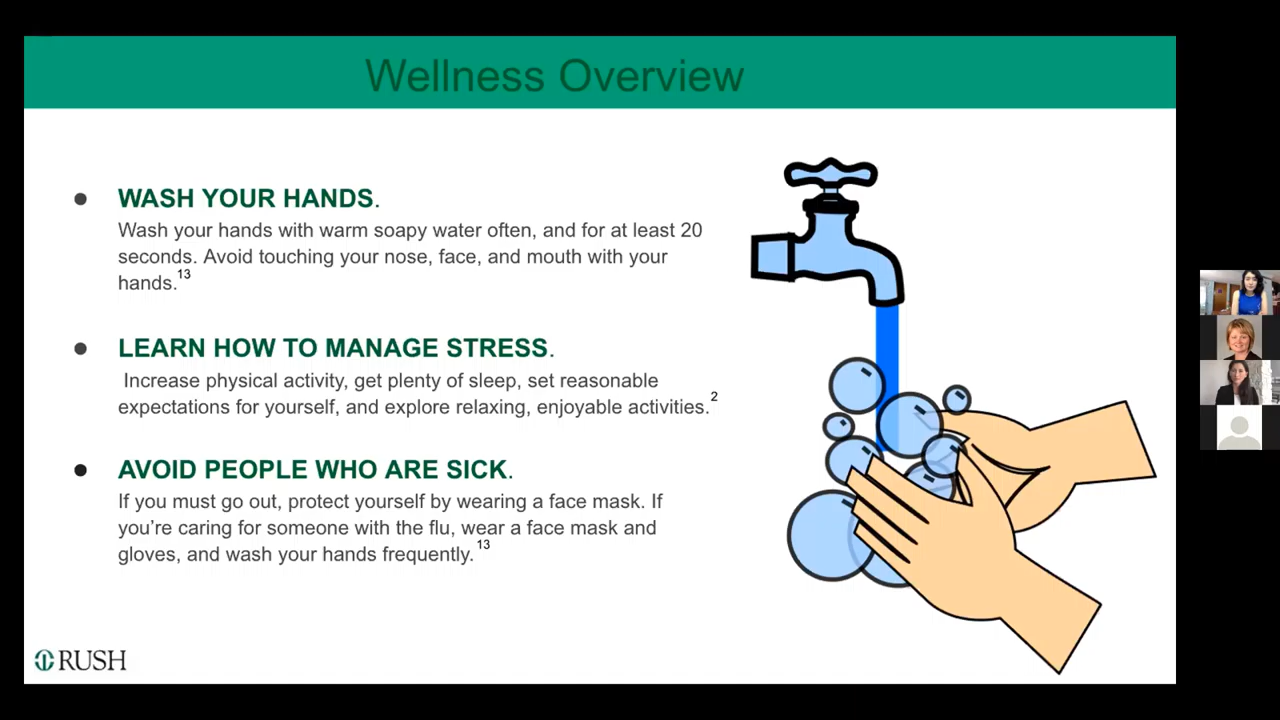 Wellness Overview
● WASH YOUR HANDS.
Wash your hands with warm soapy water often, and for at least 20
seconds. Avoid touching your nose, face, and mouth with your
hands.13
● LEARN HOW TO MANAGE STRESS.
Increase physical activity, get plenty of sleep, set reasonable
expectations for yourself, and explore relaxing, enjoyable activities.2
● AVOID PEOPLE WHO ARE SICK.
If you must go out, protect yourself by wearing a face mask. If
you’re caring for someone with the flu, wear a face mask and
gloves, and wash your hands frequently.13
RUSH